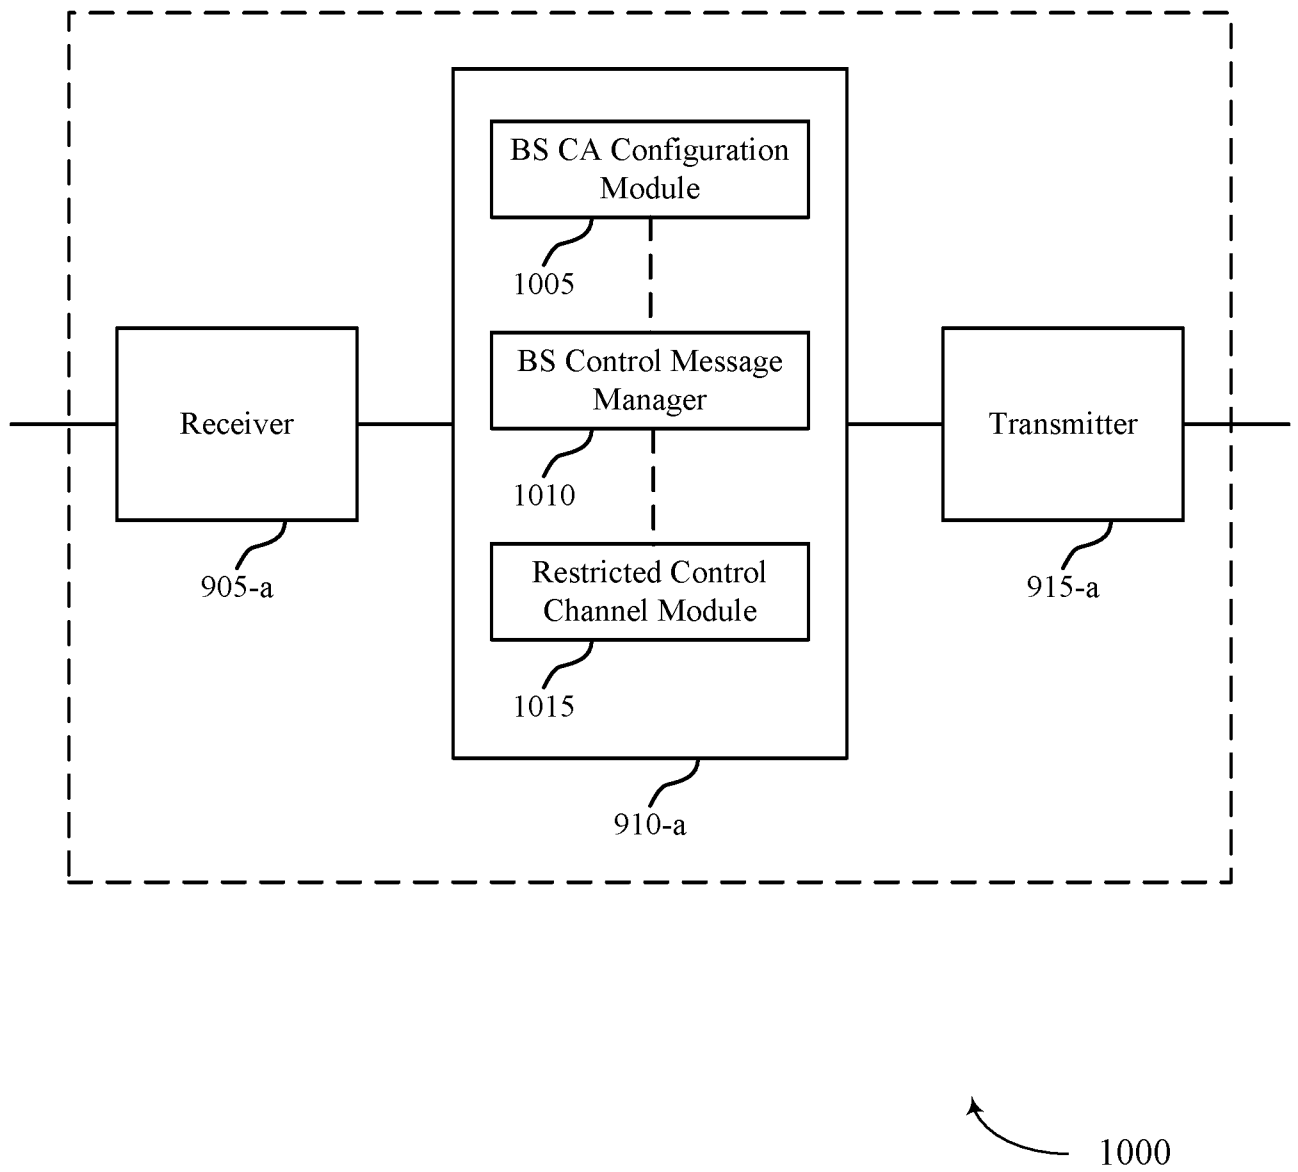 BS CA Configuration
Module
1005
BS Control Message
Manager
1010
Restricted Control
Channel Module
1015
Receiver
905-a
Transmitter
915-a
910-a
1000